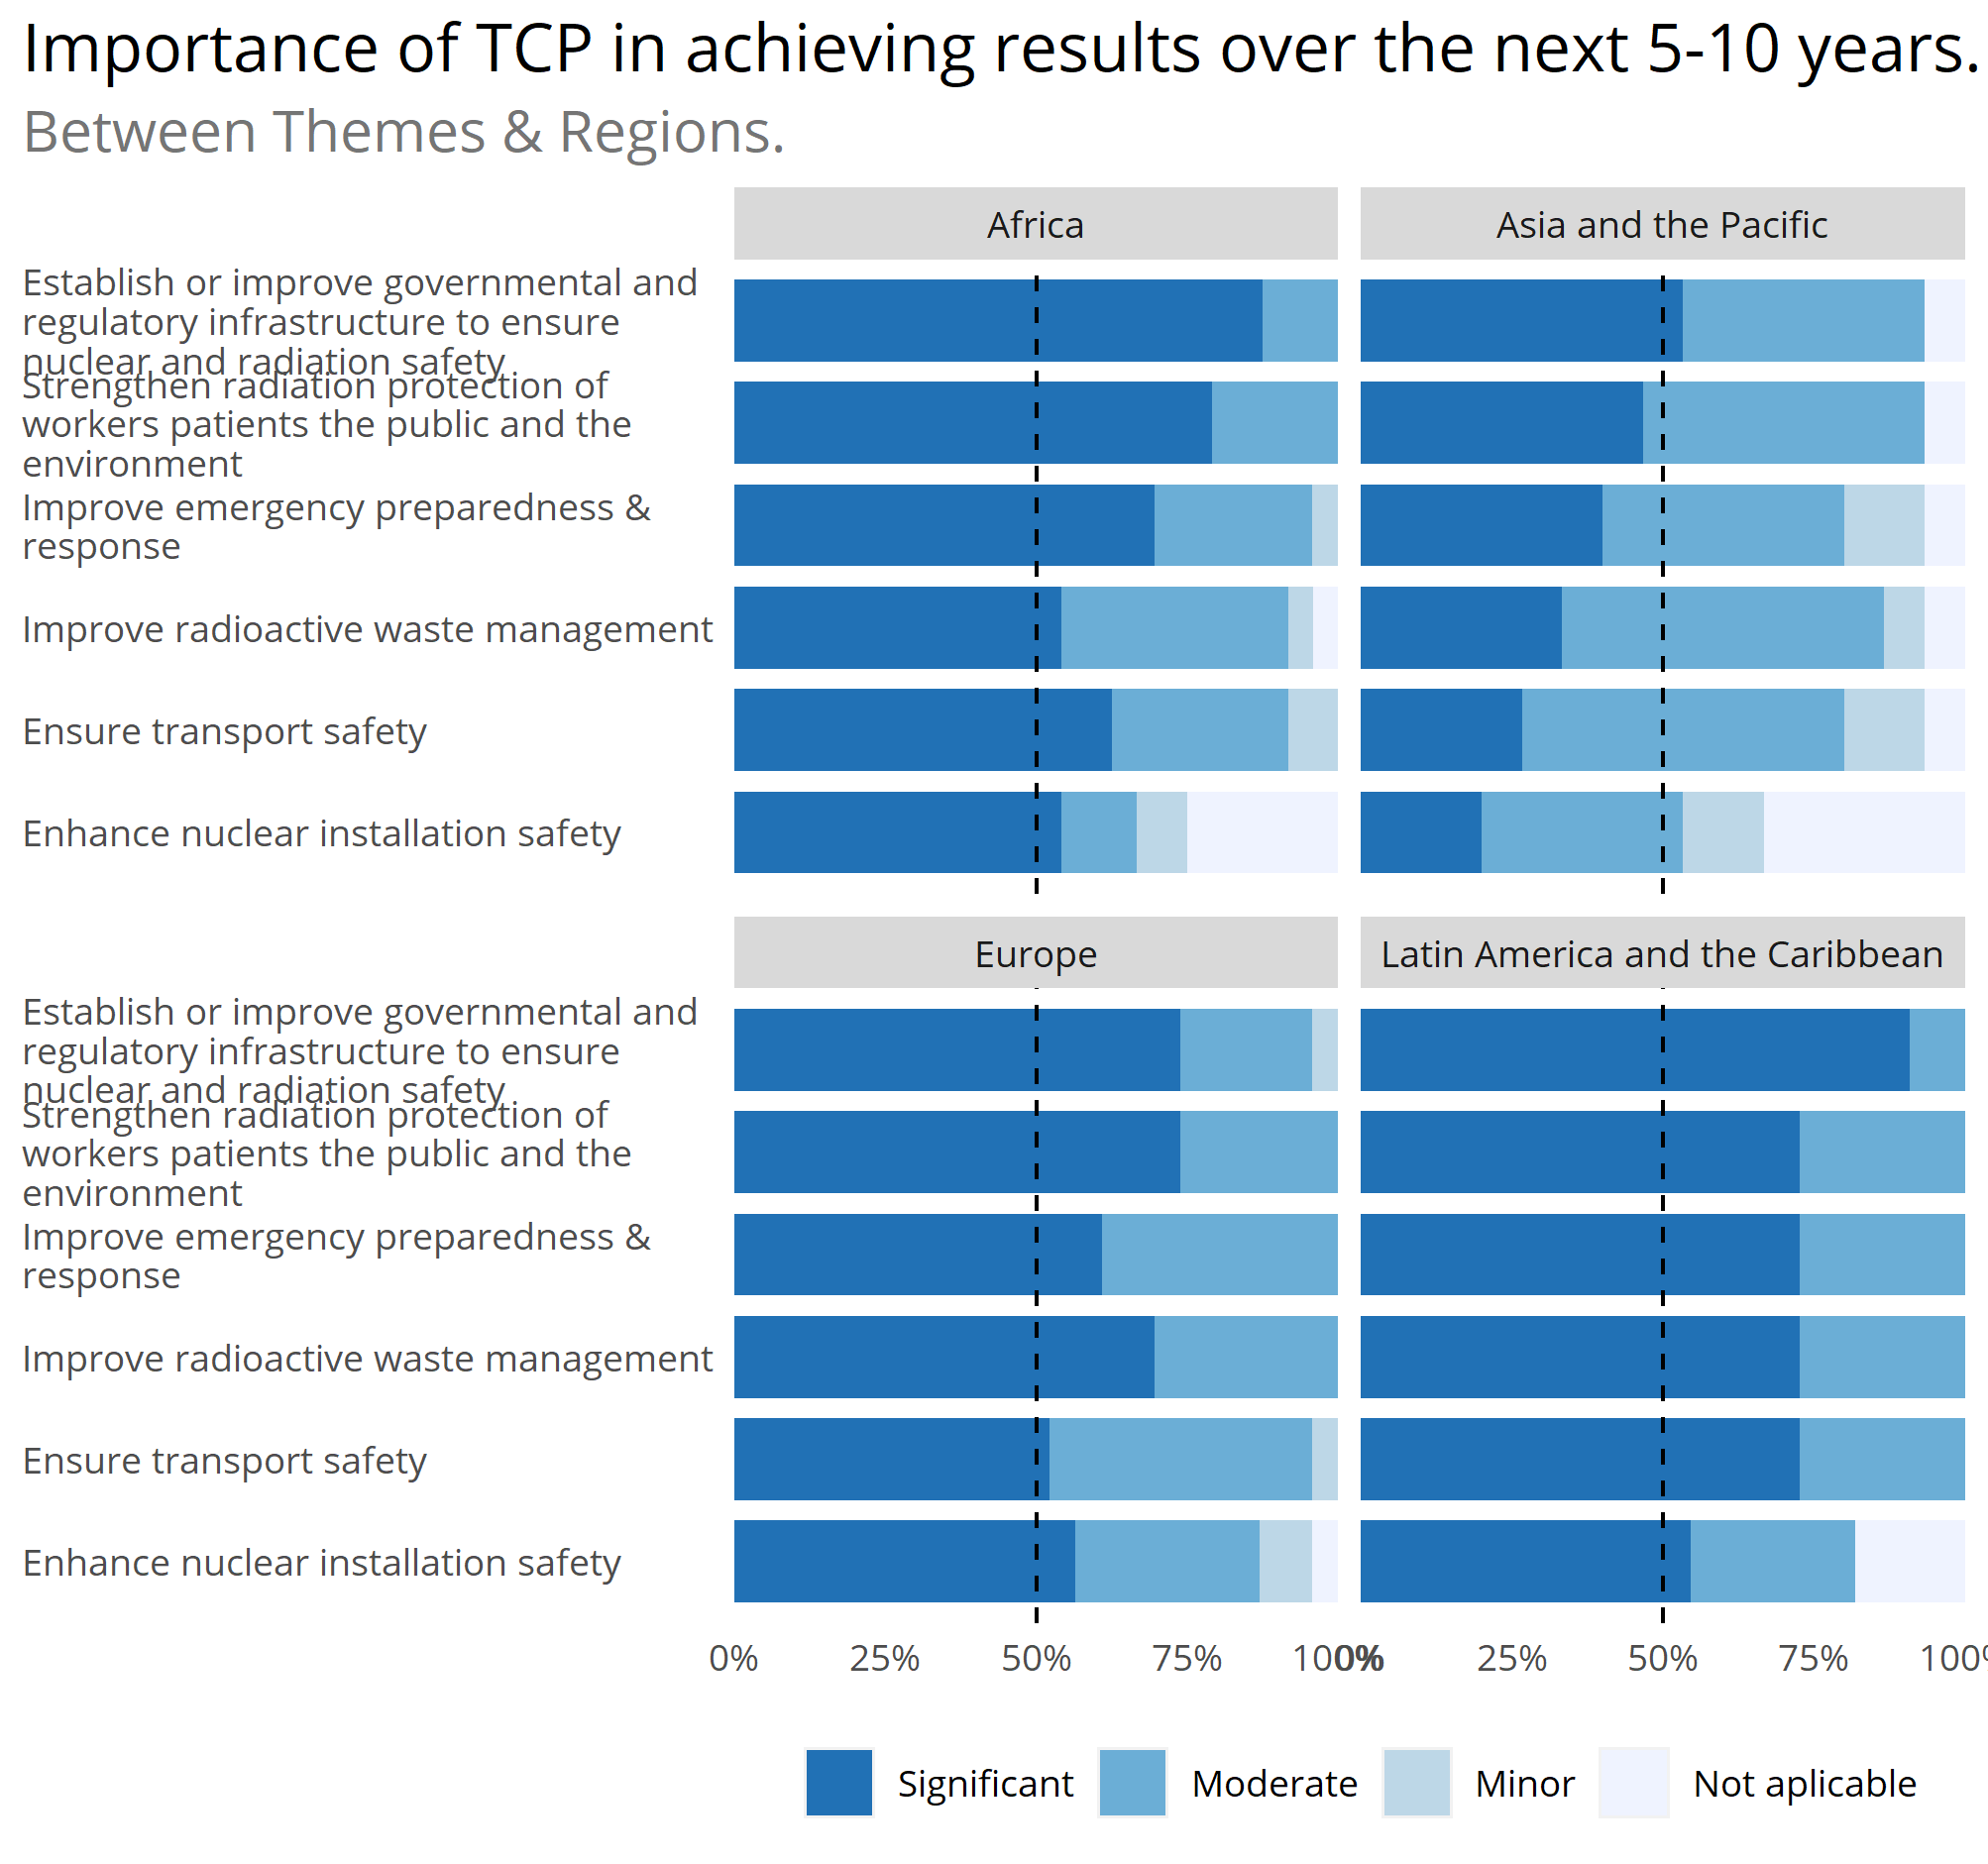 Importance of TCP in achieving results over the next 5-10 years.
Between Themes & Regions.
Africa
Asia and the Pacific
Establish or improve governmental and
regulatory infrastructure to ensure
nuclear and radiation safety
Strengthen radiation protection of
workers patients the public and the
environment
Improve emergency preparedness &
response
Improve radioactive waste management
Ensure transport safety
Enhance nuclear installation safety
Europe
Latin America and the Caribbean
Establish or improve governmental and
regulatory infrastructure to ensure
nuclear and radiation safety
Strengthen radiation protection of
workers patients the public and the
environment
Improve emergency preparedness &
response
Improve radioactive waste management
Ensure transport safety
Enhance nuclear installation safety
0% 25% 50% 75% 100% 0% 25% 50% 75% 100%
Significant Moderate Minor Not aplicable